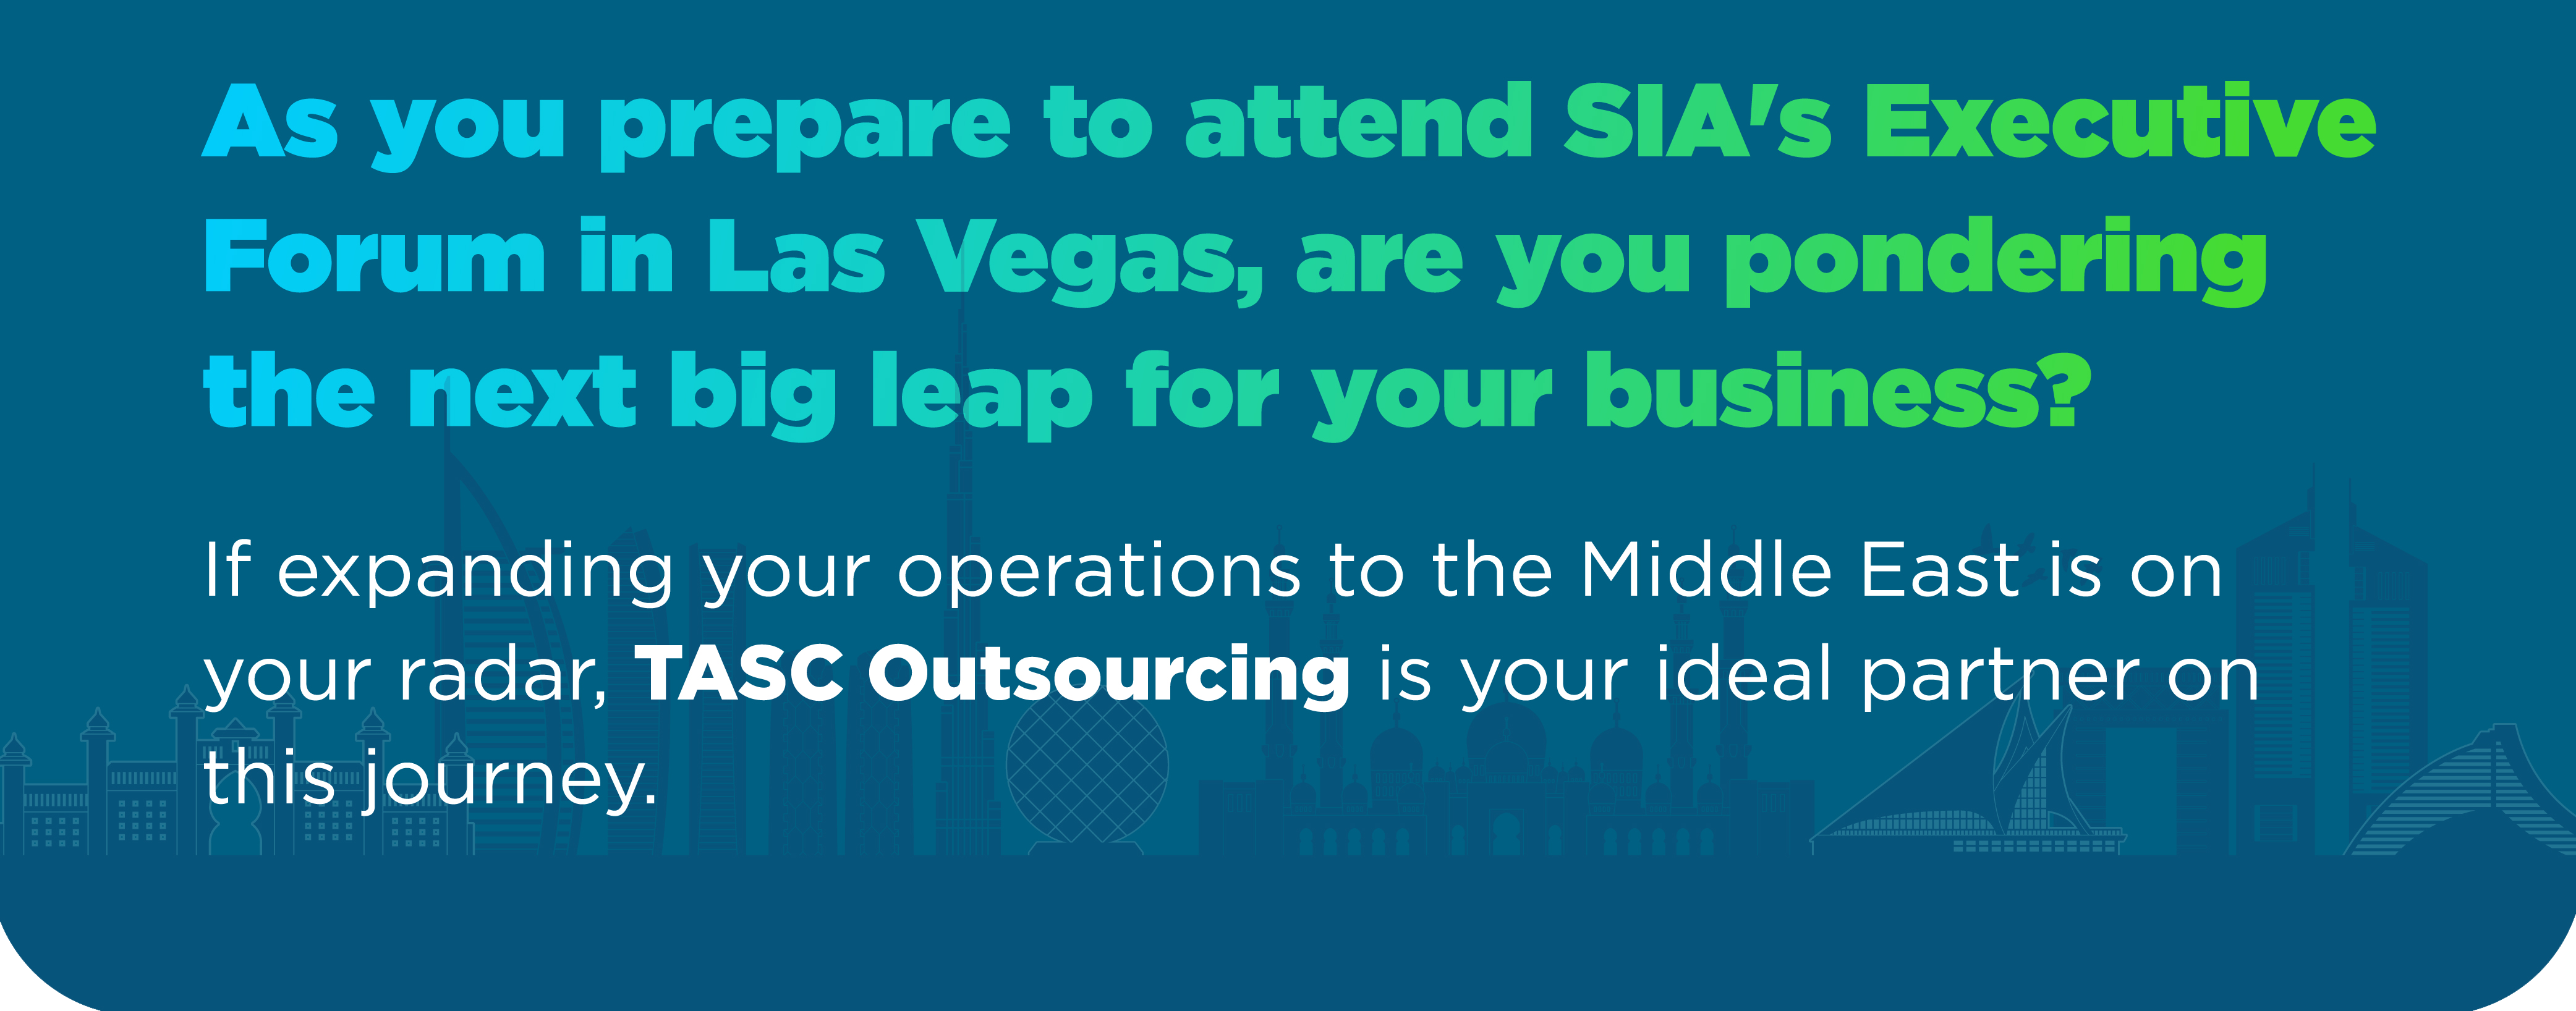 As you prepare to attend SIA's Executive
Forum in Las Vegas, are you pondering
the next big leap for your business?
If expanding your operations to the Middle East is on
your radar, TASC Outsourcing is your ideal partner on
this journey.